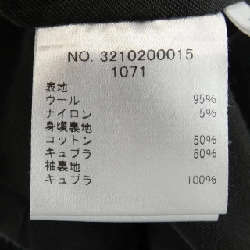 NO. 3210200015
1071
表地
ウール 95%
ナイロン 5%
身頃裏地
コットン 50%
キュプラ 50%
袖裏地
キュプラ 100%